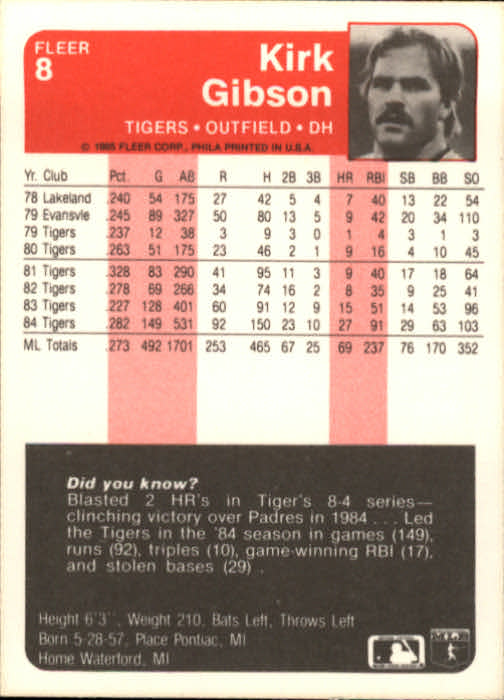 FLEER
8
Kirk
Gibson
TIGERS • OUTFIELD • DH
© 1985 FLEER CORP., PHILA PRINTED IN U.S.A.
Yr. Club Pct. G AB R H 2B 3B HR RBI SB BB SO
78 Lakeland .240 54 175 27 42 5 4 7 40 13 22 54
79 Evansvle .245 89 327 50 80 13 5 9 42 20 34 110
79 Tigers .237 12 38 3 9 3 0 1 4 3 1 3
80 Tigers .263 51 175 23 46 2 1 9 16 4 10 45
81 Tigers .328 83 290 41 95 11 3 9 40 17 18 64
82 Tigers .278 69 266 34 74 16 2 8 35 9 25 41
83 Tigers .227 128 401 60 91 12 9 15 51 14 53 96
84 Tigers .282 149 531 92 150 23 10 27 91 29 63 103
ML Totals .273 492 1701 253 465 67 25 69 237 76 170 352
Did you know?
Blasted 2 HR's in Tiger's 8-4 series—
clinching victory over Padres in 1984 . . . Led
the Tigers in the '84 season in games (149),
runs (92), triples (10), game-winning RBI (17),
and stolen bases (29) .
Height 6'3", Weight 210, Bats Left, Throws Left
Born 5-28-57, Place Pontiac, MI
Home Waterford, MI